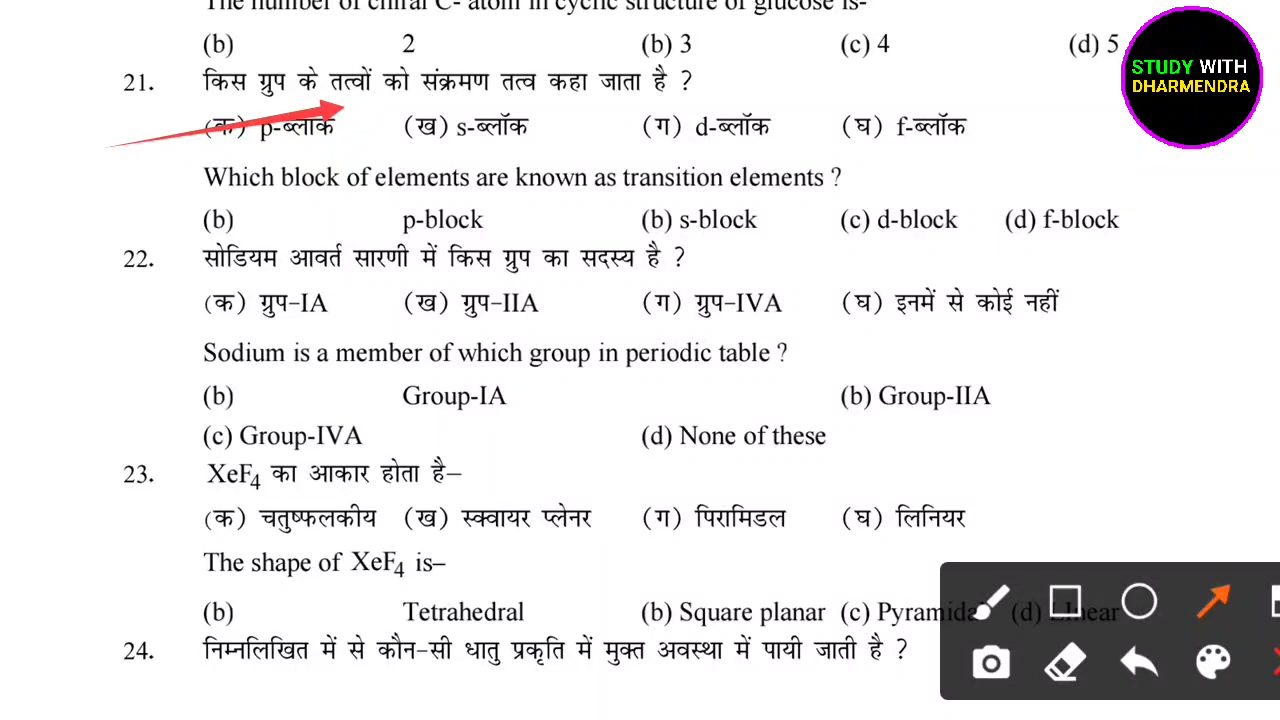 The number of chiral C- atom in cyclic structure of glucose is-
(b) 2 (b) 3 (c) 4 (d) 5
STUDY WITH
DHARMENDRA
21. किस ग्रुप के तत्वों को संक्रमण तत्व कहा जाता है ?
(क) p-ब्लॉक (ख) s-ब्लॉक (ग) d-ब्लॉक (घ) f-ब्लॉक
Which block of elements are known as transition elements ?
(b) p-block (b) s-block (c) d-block (d) f-block
22. सोडियम आवर्त सारणी में किस ग्रुप का सदस्य है ?
(क) ग्रुप-IA (ख) ग्रुप-IIA (ग) ग्रुप-IVA (घ) इनमें से कोई नहीं
Sodium is a member of which group in periodic table ?
(b) Group-IA (b) Group-IIA
(c) Group-IVA (d) None of these
23. XeF4 का आकार होता है–
(क) चतुष्फलकीय (ख) स्क्वायर प्लेनर (ग) पिरामिडल (घ) लिनियर
The shape of XeF4 is–
(b) Tetrahedral (b) Square planar (c) Pyramidal (d) Linear
24. निम्नलिखित में से कौन-सी धातु प्रकृति में मुक्त अवस्था में पायी जाती है ?